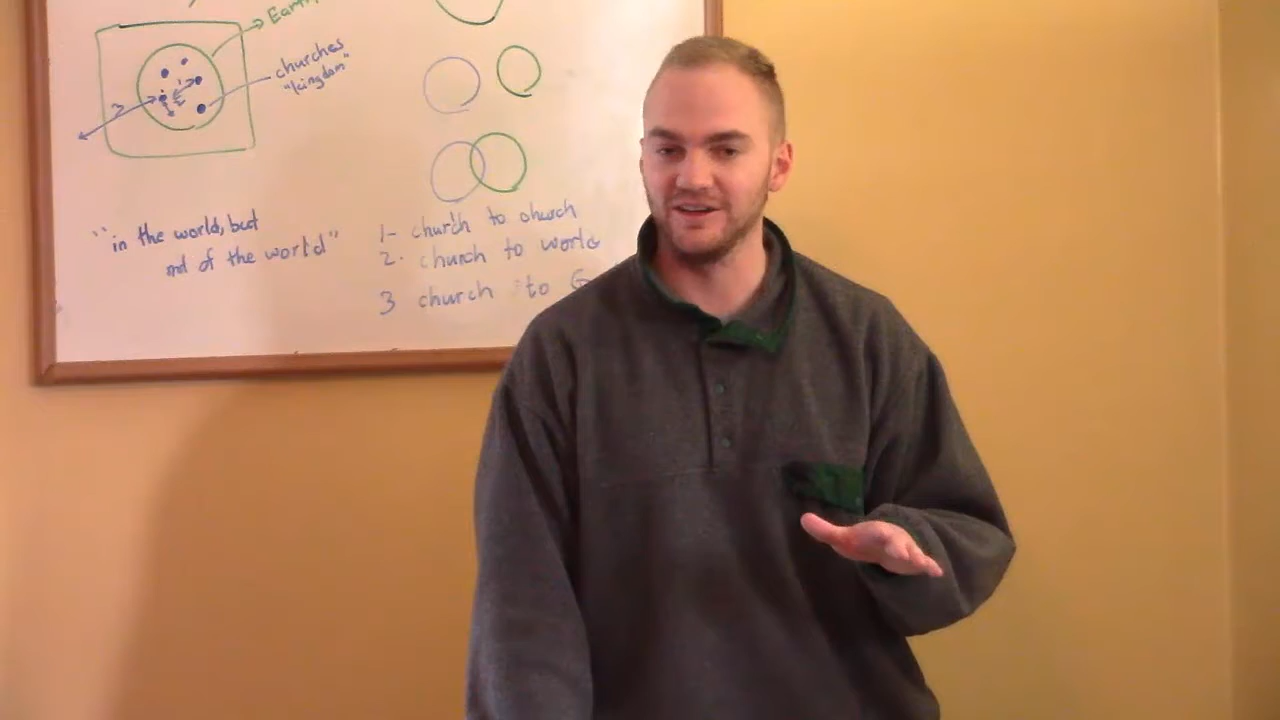 Earth
churches
"kingdom"
"in the world, but
not of the world"
1- church to church
2. church to world
3 church to G